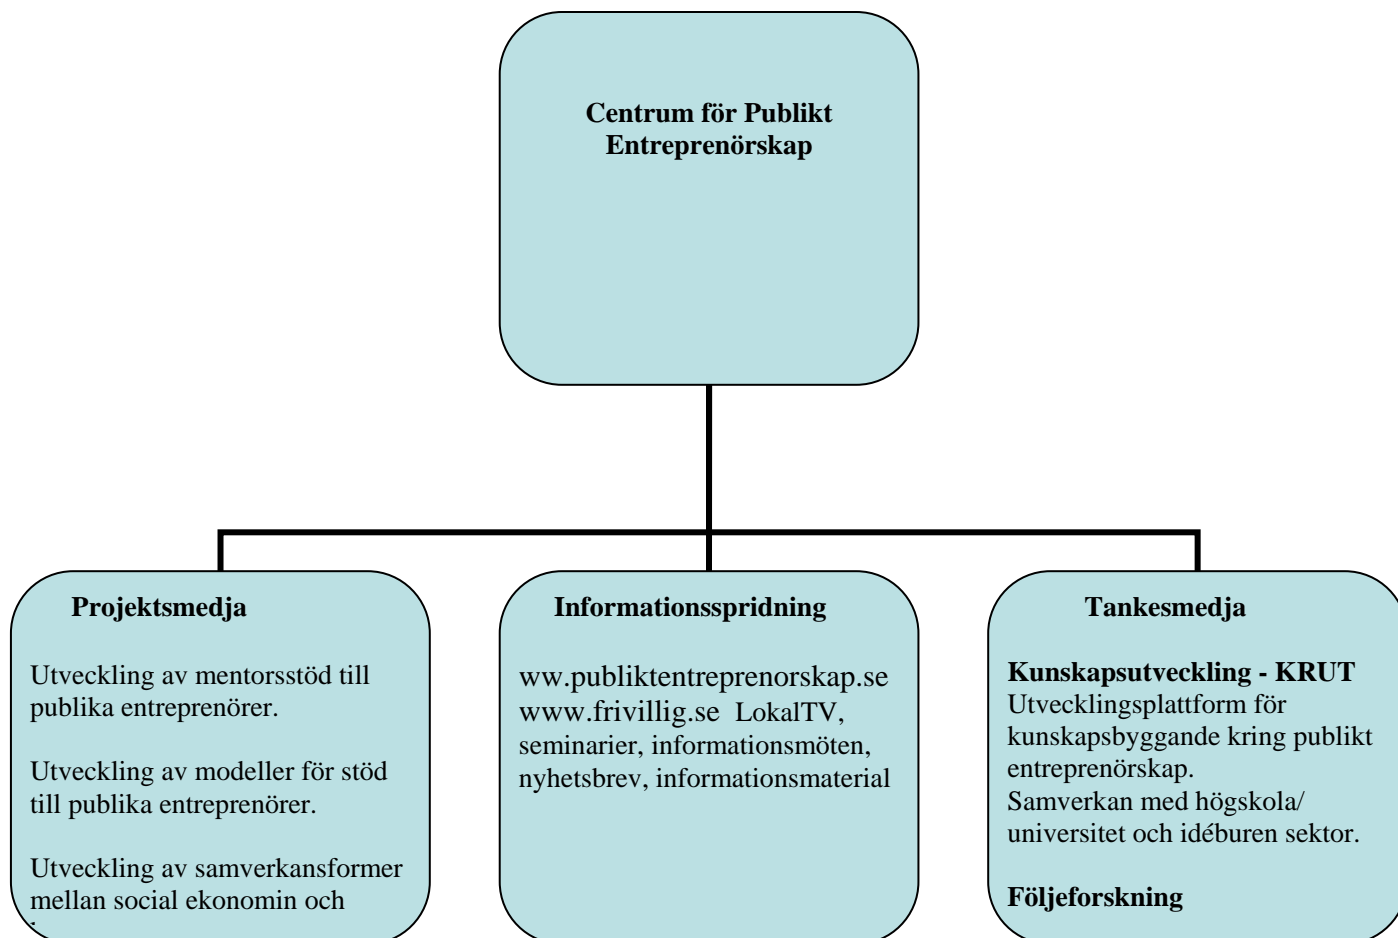 Centrum för Publikt
Entreprenörskap
Projektsmedja
Utveckling av mentorsstöd till
publika entreprenörer.
Utveckling av modeller för stöd
till publika entreprenörer.
Utveckling av samverkansformer
mellan social ekonomin och
Informationsspridning
ww.publiktentreprenorskap.se
www.frivillig.se LokalTV,
seminarier, informationsmöten,
nyhetsbrev, informationsmaterial
Tankesmedja
Kunskapsutveckling - KRUT
Utvecklingsplattform för
kunskapsbyggande kring publikt
entreprenörskap.
Samverkan med högskola/
universitet och idéburen sektor.
Följeforskning